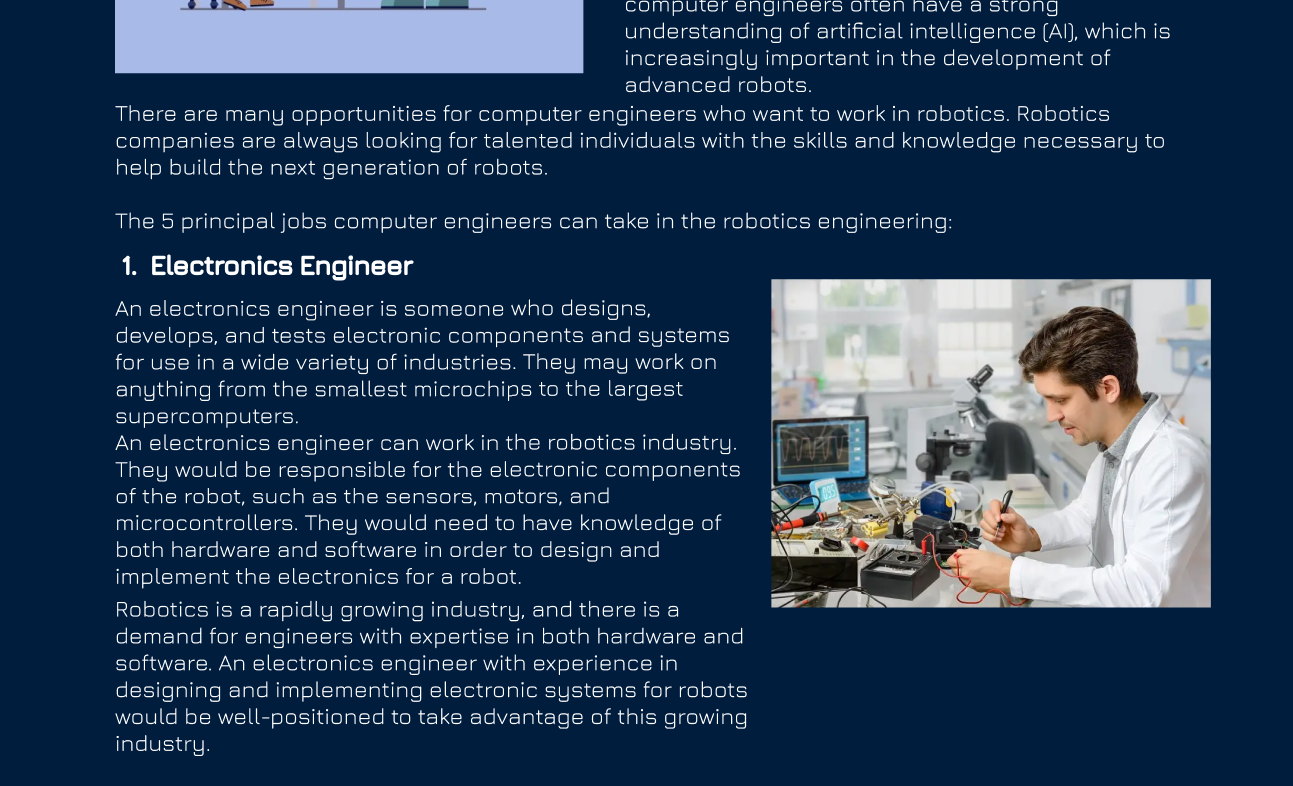 computer engineers often have a strong
understanding of artificial intelligence (AI), which is
increasingly important in the development of
advanced robots.
There are many opportunities for computer engineers who want to work in robotics. Robotics
companies are always looking for talented individuals with the skills and knowledge necessary to
help build the next generation of robots.
The 5 principal jobs computer engineers can take in the robotics engineering:
1. Electronics Engineer
An electronics engineer is someone who designs,
develops, and tests electronic components and systems
for use in a wide variety of industries. They may work on
anything from the smallest microchips to the largest
supercomputers.
An electronics engineer can work in the robotics industry.
They would be responsible for the electronic components
of the robot, such as the sensors, motors, and
microcontrollers. They would need to have knowledge of
both hardware and software in order to design and
implement the electronics for a robot.
Robotics is a rapidly growing industry, and there is a
demand for engineers with expertise in both hardware and
software. An electronics engineer with experience in
designing and implementing electronic systems for robots
would be well-positioned to take advantage of this growing
industry.